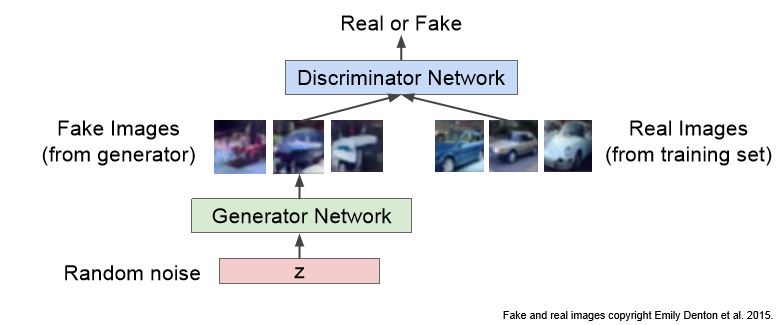 Real or Fake
Discriminator Network
Fake Images
(from generator)
Real Images
(from training set)
Generator Network
Random noise
z
Fake and real images copyright Emily Denton et al. 2015.